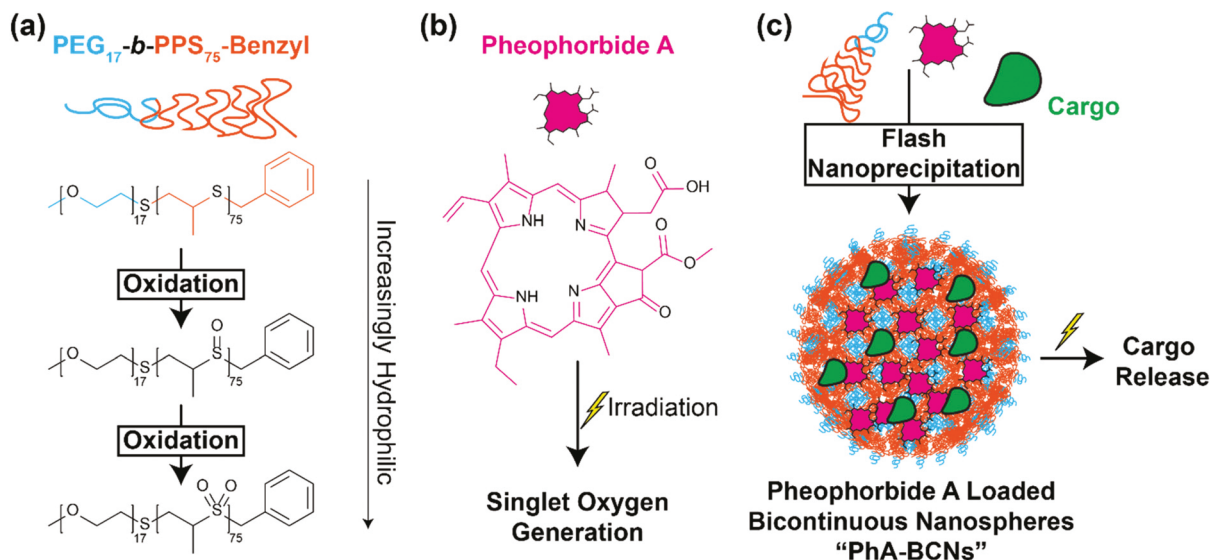 (a)
PEG17-b-PPS75-Benzyl
O
S
S
17
75
Oxidation
O
O
S
S
17
75
Oxidation
O
O
O
S
S
17
75
Increasingly Hydrophilic
(b)
Pheophorbide A
O
OH
NH
N
O
O
NH
N
O
Irradiation
Singlet Oxygen
Generation
(c)
Cargo
Flash
Nanoprecipitation
Cargo
Release
Pheophorbide A Loaded
Bicontinuous Nanospheres
“PhA-BCNs”